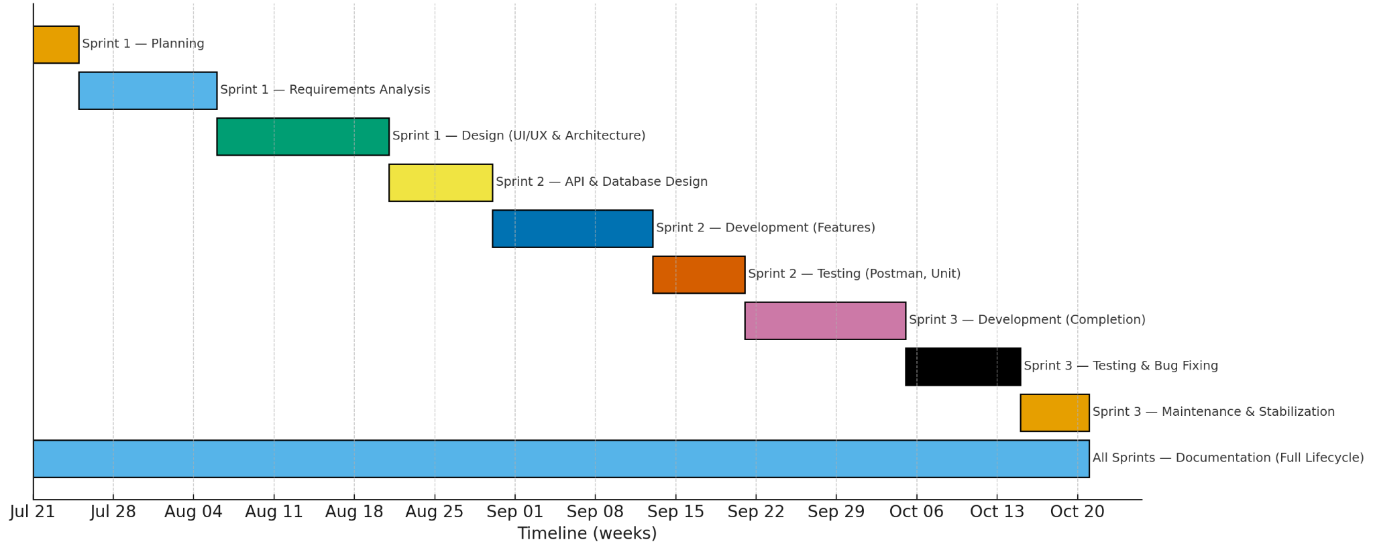 Sprint 1 — Planning
Sprint 1 — Requirements Analysis
Sprint 1 — Design (UI/UX & Architecture)
Sprint 2 — API & Database Design
Sprint 2 — Development (Features)
Sprint 2 — Testing (Postman, Unit)
Sprint 3 — Development (Completion)
Sprint 3 — Testing & Bug Fixing
Sprint 3 — Maintenance & Stabilization
All Sprints — Documentation (Full Lifecycle)
Jul 21 Jul 28 Aug 04 Aug 11 Aug 18 Aug 25 Sep 01 Sep 08 Sep 15 Sep 22 Sep 29 Oct 06 Oct 13 Oct 20
Timeline (weeks)